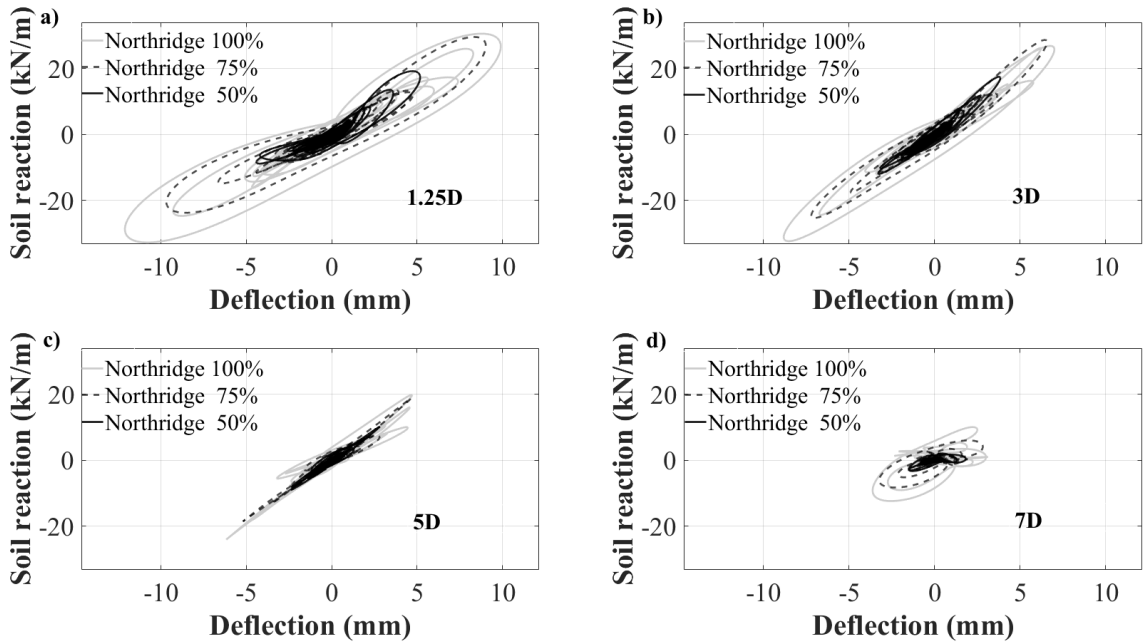 a)
Northridge 100%
Northridge 75%
Northridge 50%
20
0
-20
1.25D
-10 -5 0 5 10
Soil reaction (kN/m)
Deflection (mm)
b)
Northridge 100%
Northridge 75%
Northridge 50%
20
0
-20
3D
-10 -5 0 5 10
Soil reaction (kN/m)
Deflection (mm)
c)
Northridge 100%
Northridge 75%
Northridge 50%
20
0
-20
5D
-10 -5 0 5 10
Soil reaction (kN/m)
Deflection (mm)
d)
Northridge 100%
Northridge 75%
Northridge 50%
20
0
-20
7D
-10 -5 0 5 10
Soil reaction (kN/m)
Deflection (mm)